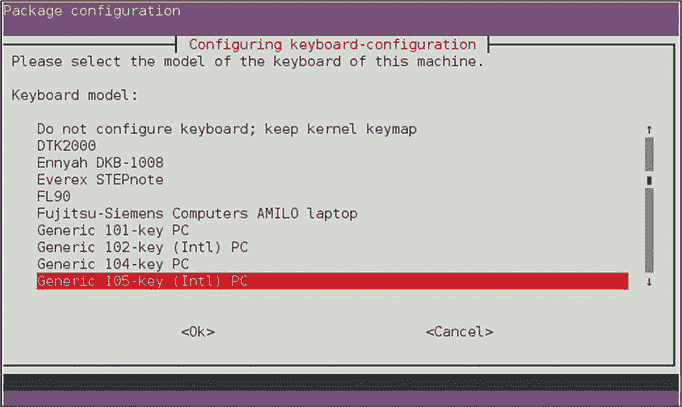 Package configuration
Configuring keyboard-configuration
Please select the model of the keyboard of this machine.
Keyboard model:
Do not configure keyboard; keep kernel keymap
DTK2000
Ennyah DKB-1008
Everex STEPnote
FL90
Fujitsu-Siemens Computers AMILO laptop
Generic 101-key PC
Generic 102-key (Intl) PC
Generic 104-key PC
Generic 105-key (Intl) PC
<Ok> <Cancel>